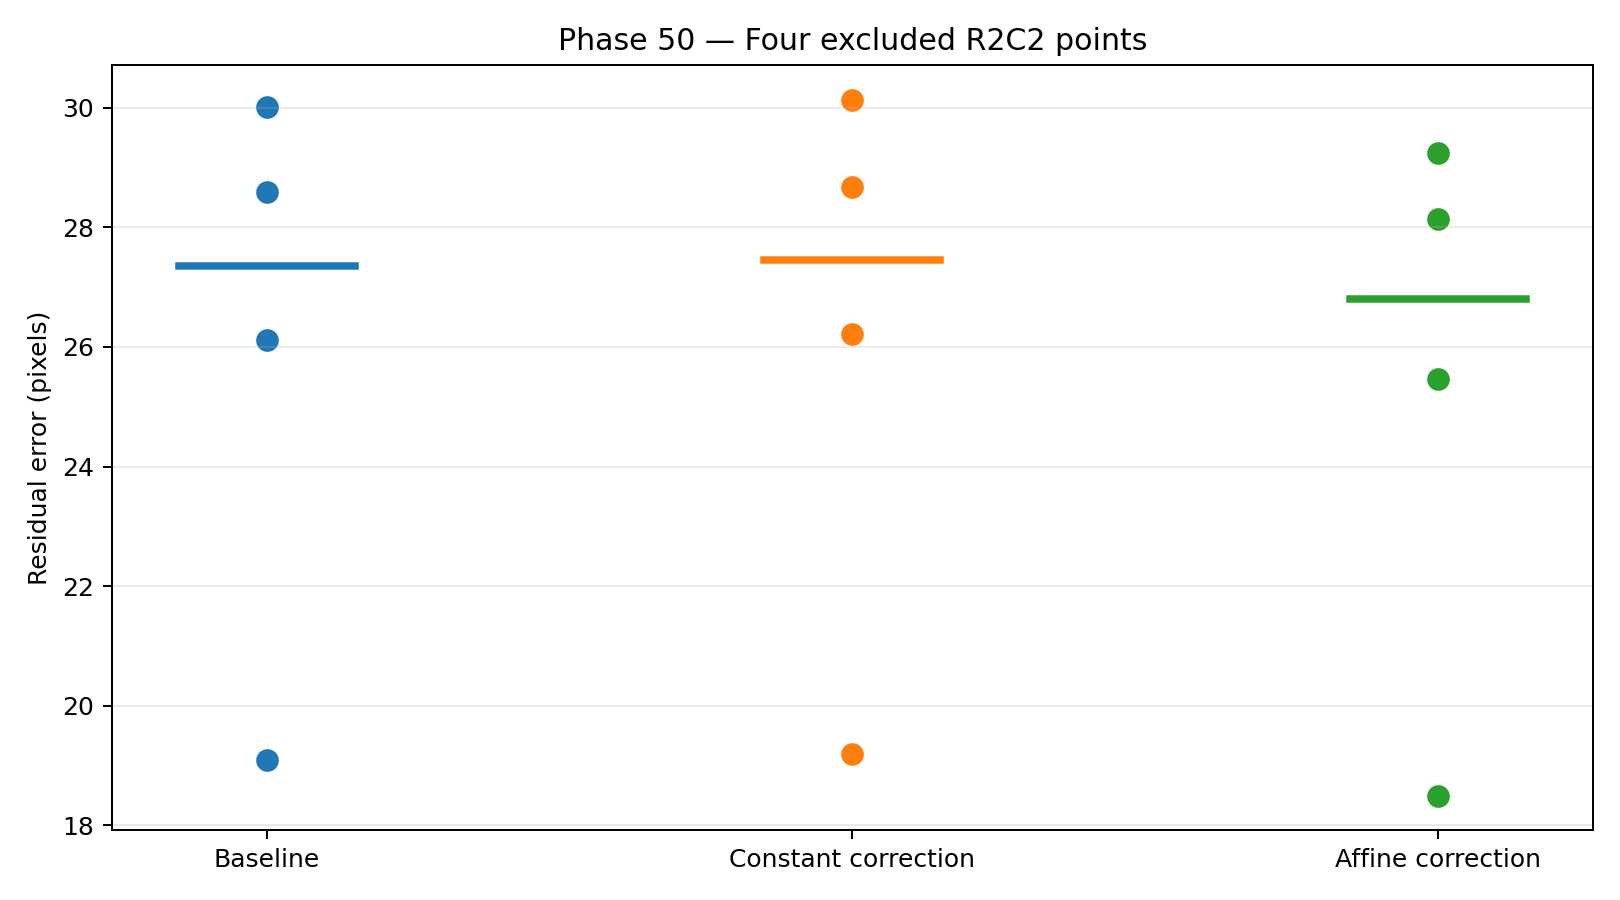 Phase 50 — Four excluded R2C2 points
Residual error (pixels)
30
28
26
24
22
20
18
Baseline
Constant correction
Affine correction